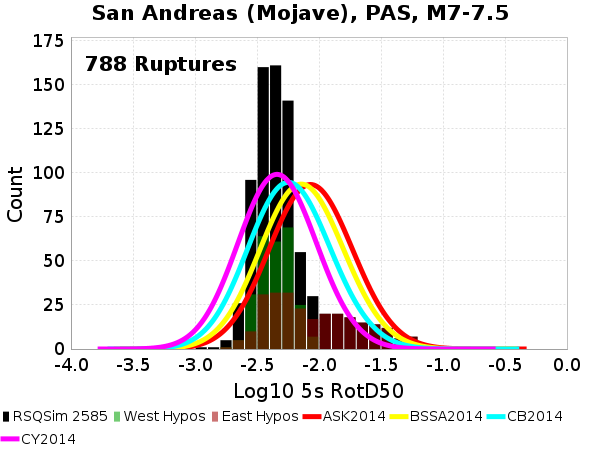 San Andreas (Mojave), PAS, M7-7.5
788 Ruptures
Count
175
150
125
100
75
50
25
0
-4.0 -3.5 -3.0 -2.5 -2.0 -1.5 -1.0 -0.5 0.0
Log10 5s RotD50
RSQSim 2585 West Hypos East Hypos ASK2014 BSSA2014 CB2014
CY2014